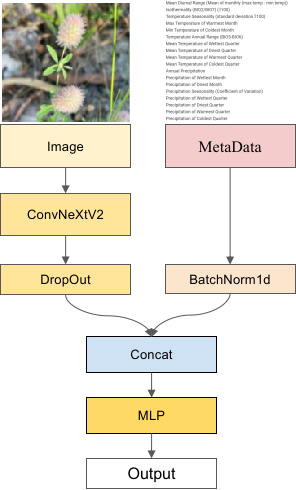 Mean Diurnal Range (Mean of monthly (max temp - min temp))
Isothermality (BIO2/BIO7) (?100)
Temperature Seasonality (standard deviation ?100)
Max Temperature of Warmest Month
Min Temperature of Coldest Month
Temperature Annual Range (BIO5-BIO6)
Mean Temperature of Wettest Quarter
Mean Temperature of Driest Quarter
Mean Temperature of Warmest Quarter
Mean Temperature of Coldest Quarter
Annual Precipitation
Precipitation of Wettest Month
Precipitation of Driest Month
Precipitation Seasonality (Coefficient of Variation)
Precipitation of Wettest Quarter
Precipitation of Driest Quarter
Precipitation of Warmest Quarter
Precipitation of Coldest Quarter
Image
MetaData
ConvNeXtV2
DropOut
BatchNorm1d
Concat
MLP
Output